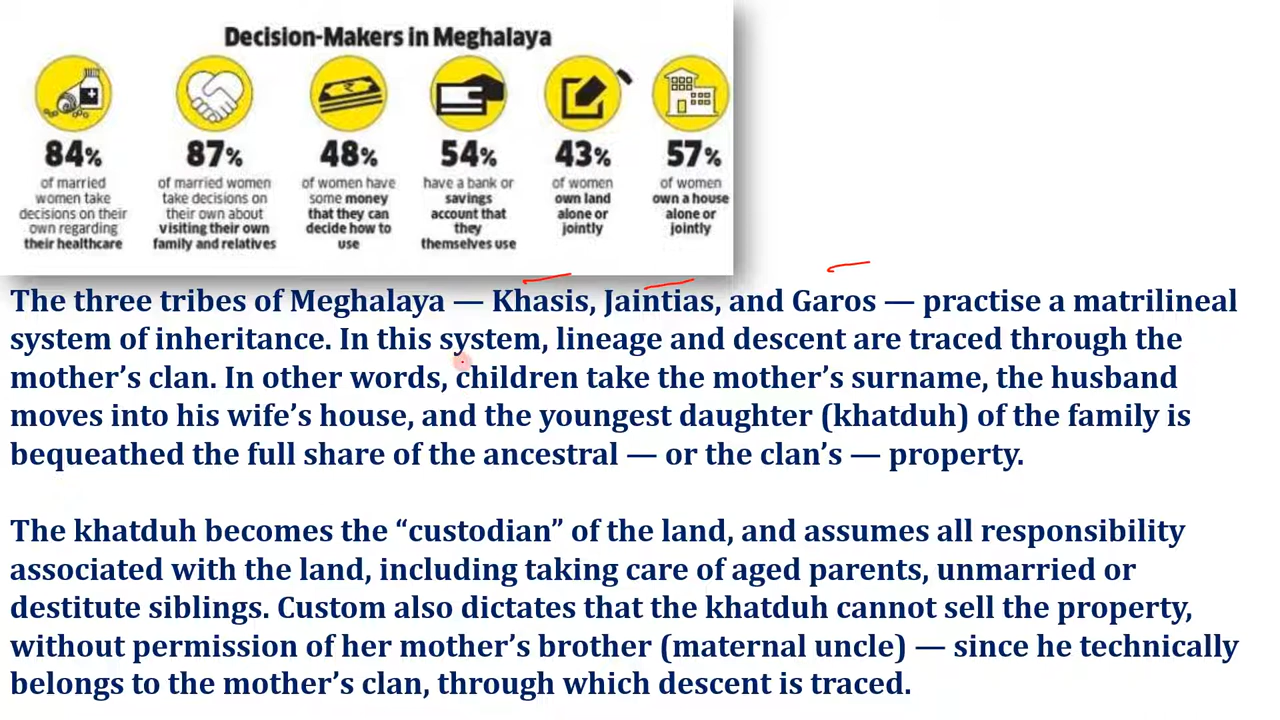 Decision-Makers in Meghalaya
84%
of married
women take
decisions on their
own regarding
their healthcare
87%
of married women
take decisions on
their own about
visiting their own
family and relatives
48%
of women have
some money
that they can
decide how to
use
54%
have a bank or
savings
account that
they
themselves use
43%
of women
own land
alone or
jointly
57%
of women
own a house
alone or
jointly
The three tribes of Meghalaya — Khasis, Jaintias, and Garos — practise a matrilineal
system of inheritance. In this system, lineage and descent are traced through the
mother’s clan. In other words, children take the mother’s surname, the husband
moves into his wife’s house, and the youngest daughter (khatduh) of the family is
bequeathed the full share of the ancestral — or the clan’s — property.
The khatduh becomes the “custodian” of the land, and assumes all responsibility
associated with the land, including taking care of aged parents, unmarried or
destitute siblings. Custom also dictates that the khatduh cannot sell the property,
without permission of her mother’s brother (maternal uncle) — since he technically
belongs to the mother’s clan, through which descent is traced.